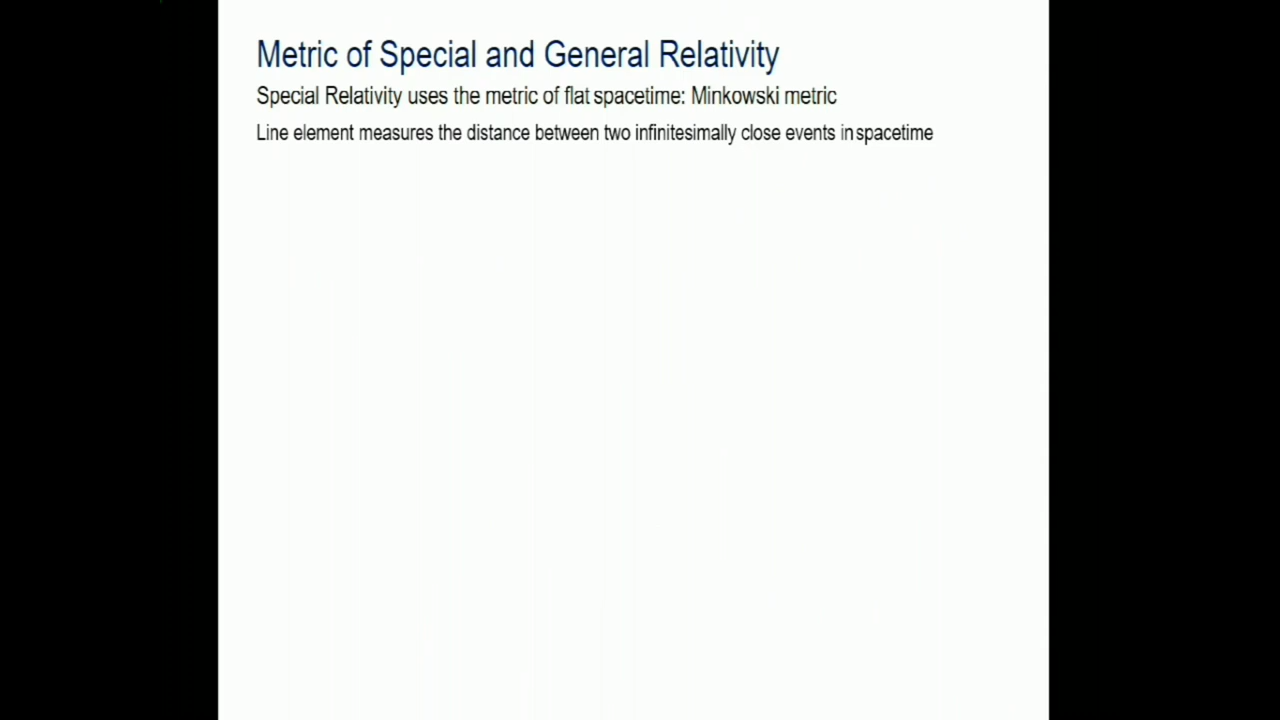 Metric of Special and General Relativity
Special Relativity uses the metric of flat spacetime: Minkowski metric
Line element measures the distance between two infinitesimally close events in spacetime